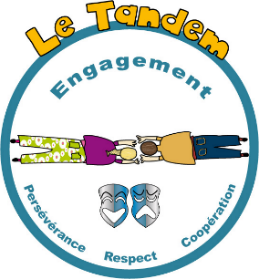 Le Tandem
Engagement
Persévérance
Respect
Coopération